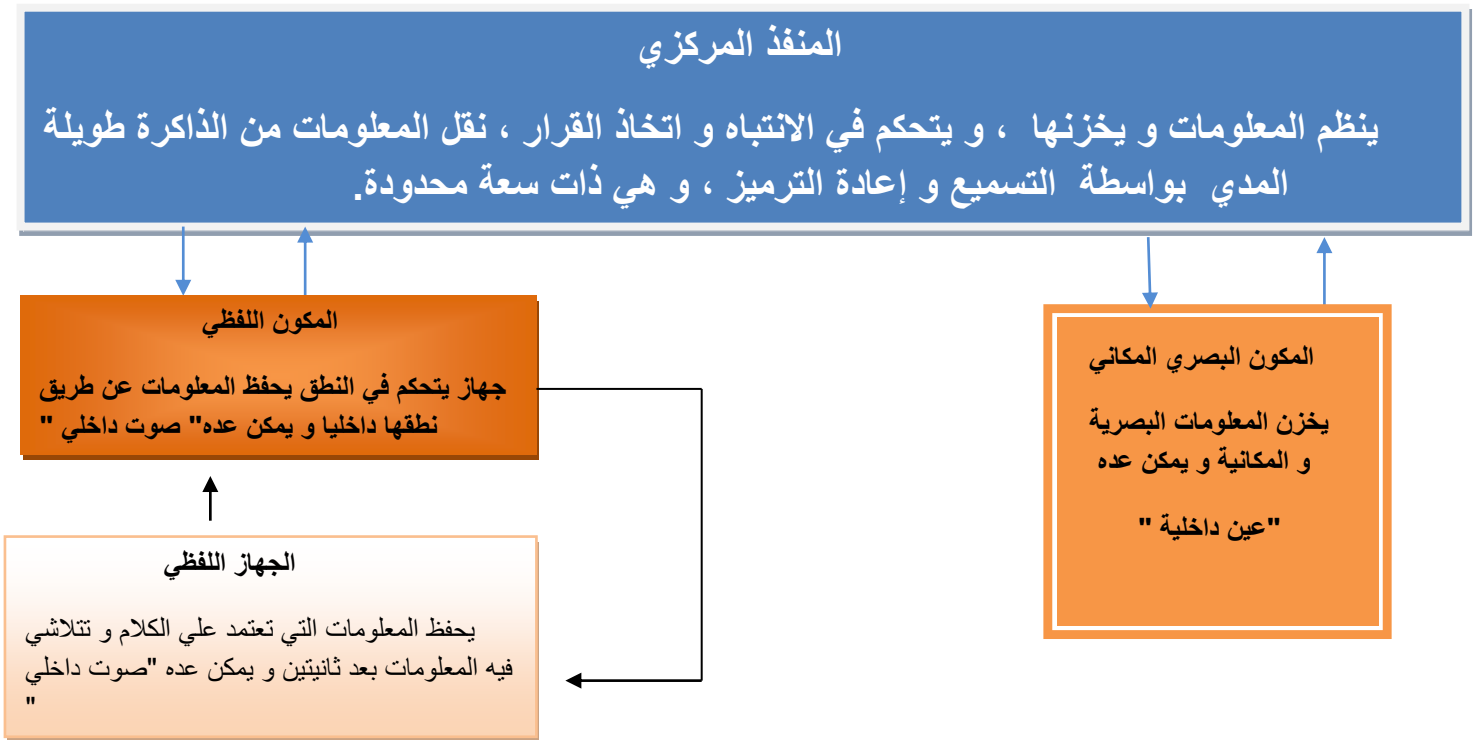 المنفذ المركزي
ينظم المعلومات و يخزنها ، و يتحكم في الانتباه و اتخاذ القرار ، نقل المعلومات من الذاكرة طويلة
المدي بواسطة التسميع و إعادة الترميز ، و هي ذات سعة محدودة.
المكون البصري المكاني
يخزن المعلومات البصرية
و المكانية و يمكن عده
"عين داخلية "
المكون اللفظي
جهاز يتحكم في النطق يحفظ المعلومات عن طريق
نطقها داخليا و يمكن عده" صوت داخلي "
الجهاز اللفظي
يحفظ المعلومات التي تعتمد علي الكلام و تتلاشي
فيه المعلومات بعد ثانيتين و يمكن عده "صوت داخلي
"